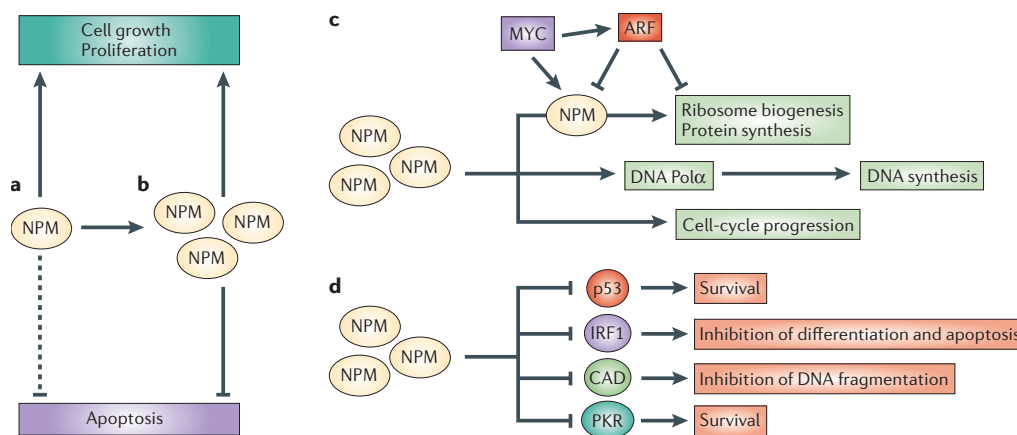 Cell growth
Proliferation
a
b
NPM
NPM
NPM
NPM
Apoptosis
c
MYC
ARF
NPM
NPM
NPM
NPM
Ribosome biogenesis
Protein synthesis
DNA Polα
DNA synthesis
Cell-cycle progression
d
NPM
NPM
NPM
p53
Survival
IRF1
Inhibition of differentiation and apoptosis
CAD
Inhibition of DNA fragmentation
PKR
Survival